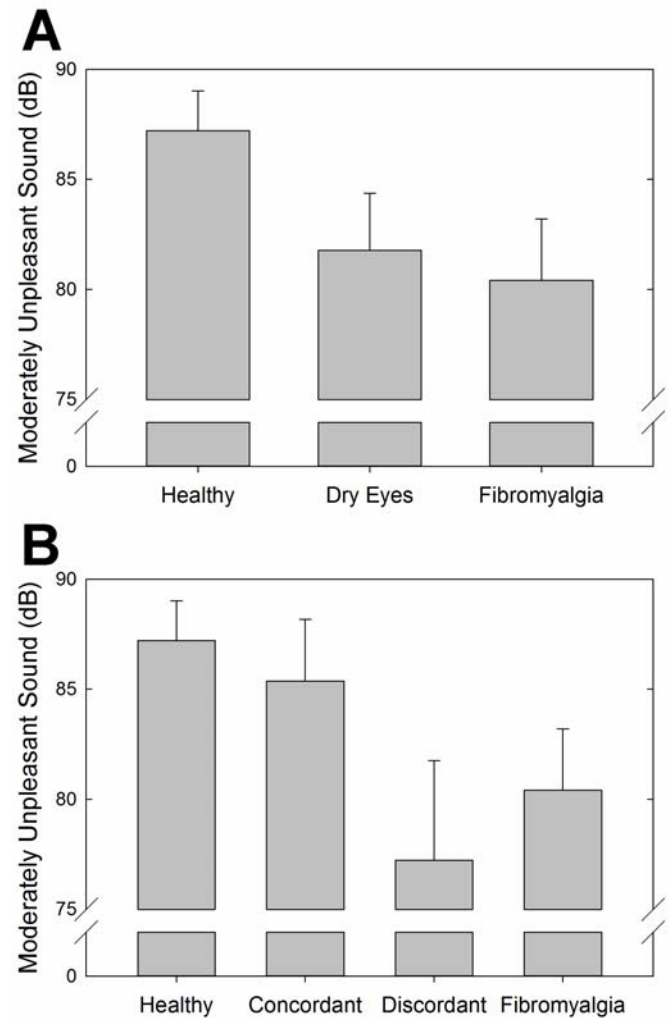 A
Moderately Unpleasant Sound (dB)
90
85
80
75
0
Healthy Dry Eyes Fibromyalgia
B
Moderately Unpleasant Sound (dB)
90
85
80
75
0
Healthy Concordant Discordant Fibromyalgia